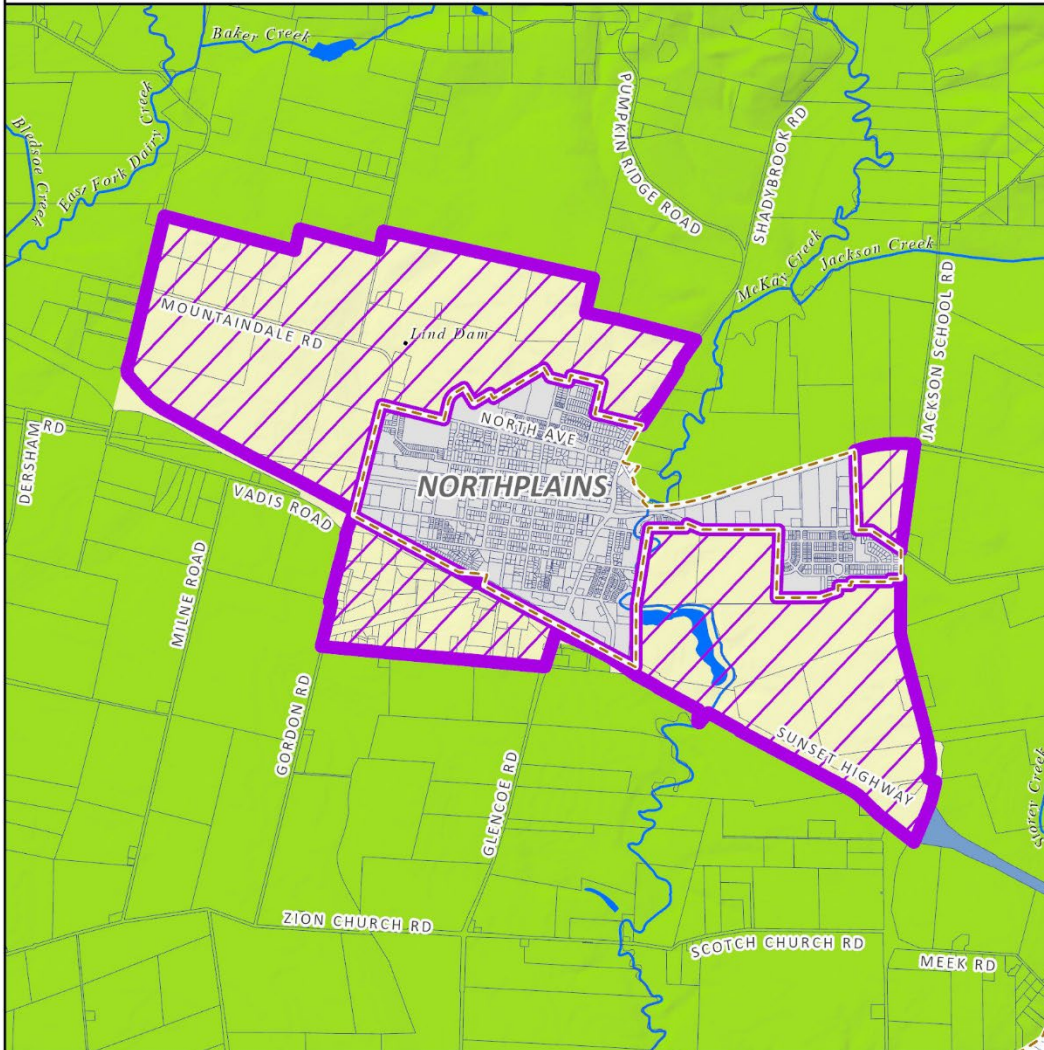 Baker Creek
Bledsoe Creek
East Fork Dairy Creek
PUMPKIN RIDGE ROAD
SHADYBROOK RD
McKay Creek
Jackson Creek
JACKSON SCHOOL RD
MOUNTAINDALE RD
Lind Dam
NORTH AVE
DERSHAM RD
NORTHPLAINS
VADIS ROAD
MILNE ROAD
GORDON RD
GLENCOE RD
SUNSET HIGHWAY
Storey Creek
ZION CHURCH RD
SCOTCH CHURCH RD
MEEK RD